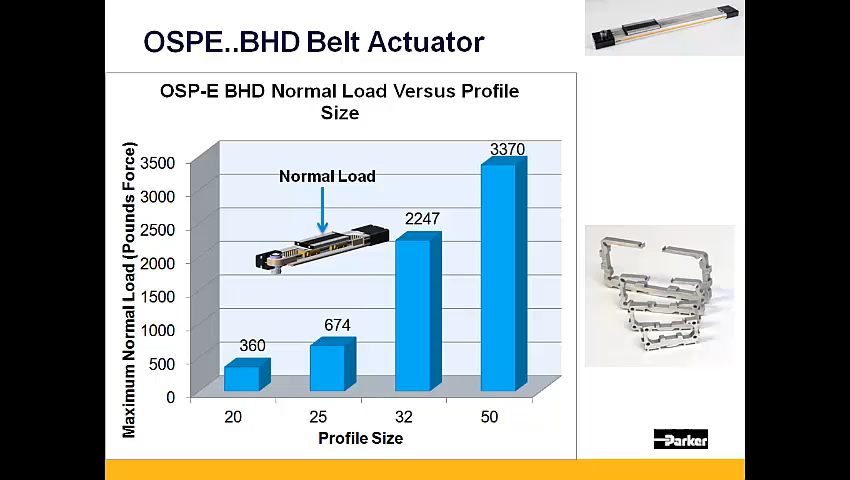 OSPE..BHD Belt Actuator
OSP-E BHD Normal Load Versus Profile
Size
Maximum Normal Load (Pounds Force)
3500
3000
2500
2000
1500
1000
500
0
Normal Load
360
674
2247
3370
20
25
32
50
Profile Size
Parker